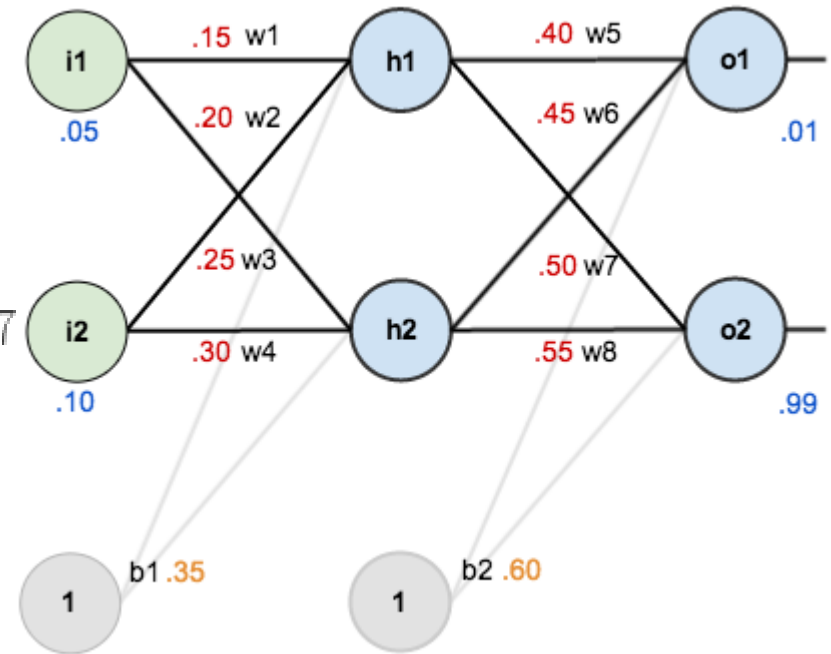 i1 .15 w1 h1 .40 w5 o1
.05 .20 w2 .45 w6 .01
.25 w3 .50 w7
7 i2 h2 o2
.30 w4 .55 w8
.10 .99
b1 .35 b2 .60
1 1